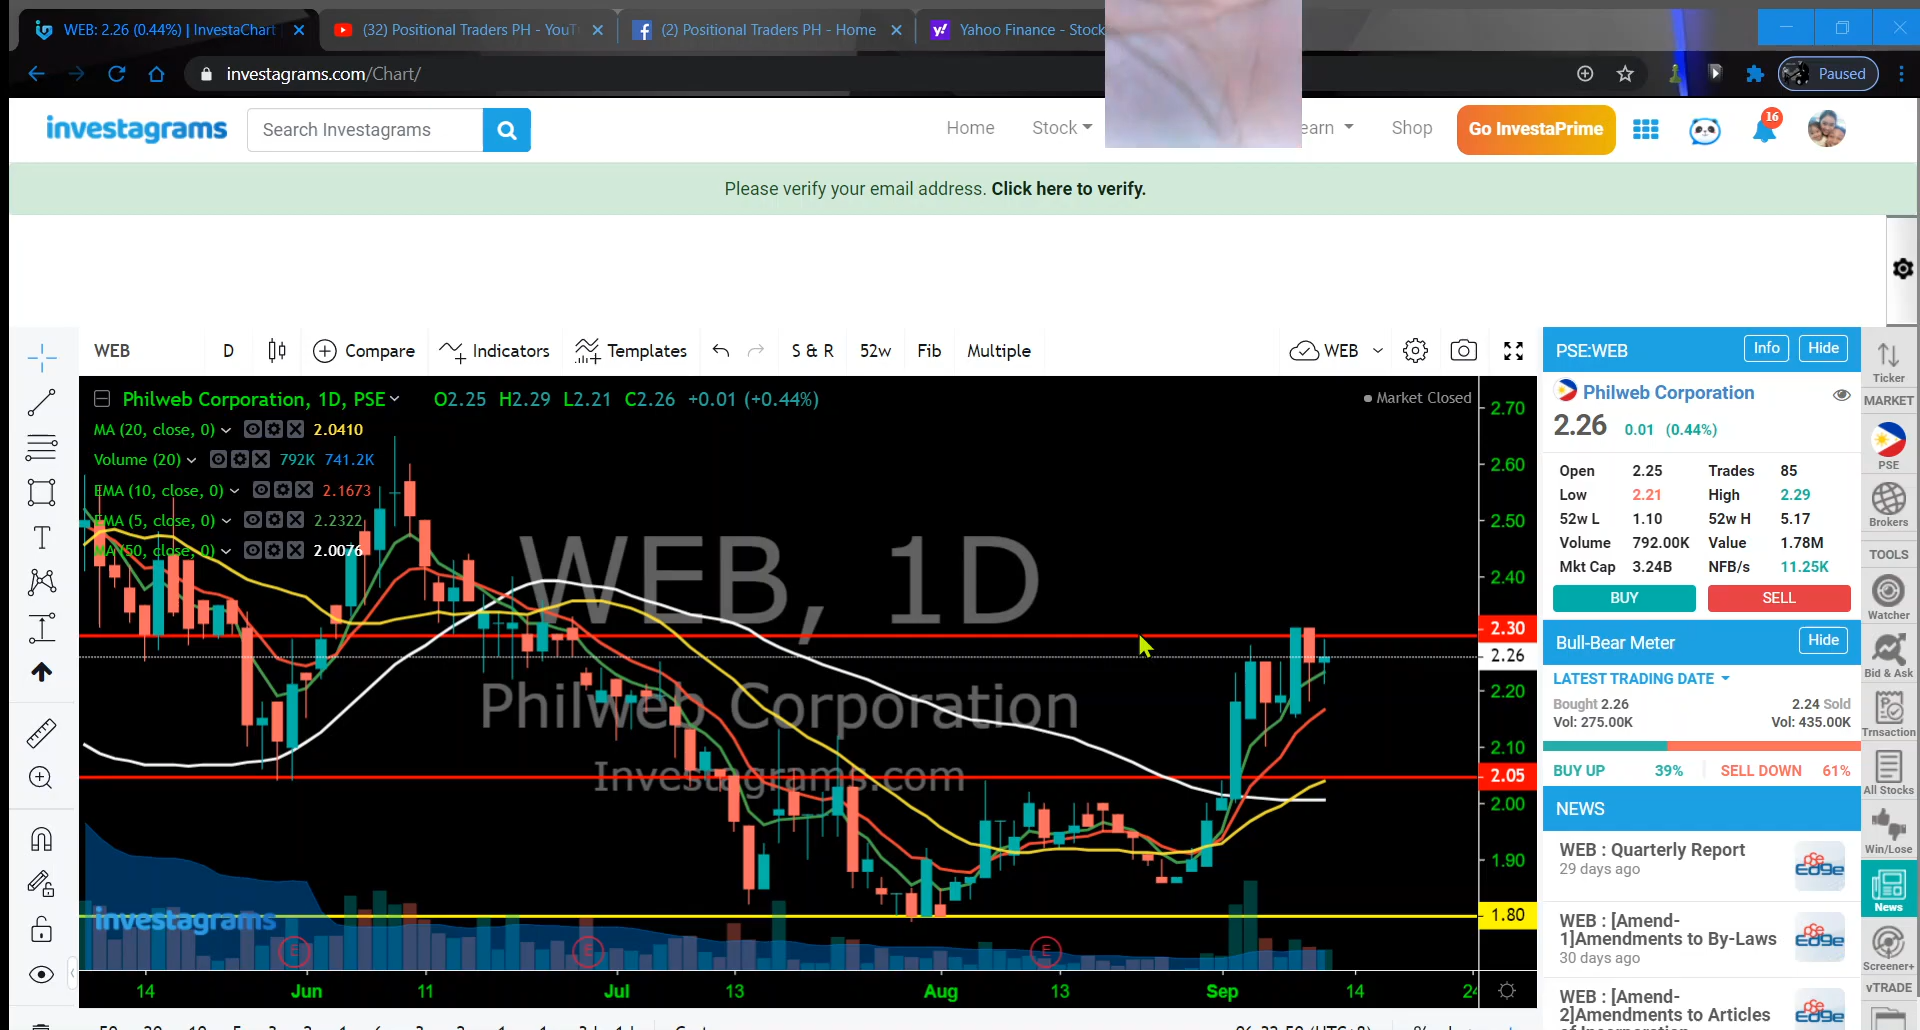 WEB: 2.26 (0.44%) | InvestaChart
(32) Positional Traders PH - YouT
(2) Positional Traders PH - Home
Yahoo Finance - Stock
investagrams.com/Chart/
Paused
investagrams
Search Investagrams
Home
Stock
earn
Shop
Go InvestaPrime
16
Please verify your email address. Click here to verify.
WEB
D
Compare
Indicators
Templates
S & R
52w
Fib
Multiple
WEB
Philweb Corporation, 1D, PSE
O2.25 H2.29 L2.21 C2.26 +0.01 (+0.44%)
Market Closed
MA (20, close, 0) 2.0410
Volume (20) 792K 741.2K
EMA (10, close, 0) 2.1673
EMA (5, close, 0) 2.2322
MA (50, close, 0) 2.0076
WEB, 1D
Philweb Corporation
Investagrams.com
investagrams
E
E
E
2.70
2.60
2.50
2.40
2.30
2.26
2.20
2.10
2.05
2.00
1.90
1.80
14 Jun 11 Jul 13 Aug 13 Sep 14 24
PSE:WEB
Info
Hide
Philweb Corporation
2.26 0.01 (0.44%)
Open 2.25 Trades 85
Low 2.21 High 2.29
52w L 1.10 52w H 5.17
Volume 792.00K Value 1.78M
Mkt Cap 3.24B NFB/s 11.25K
BUY
SELL
Bull-Bear Meter
Hide
LATEST TRADING DATE
Bought 2.26 2.24 Sold
Vol: 275.00K Vol: 435.00K
BUY UP 39% SELL DOWN 61%
NEWS
WEB : Quarterly Report
29 days ago
PSE
EDGE
WEB : [Amend-
1]Amendments to By-Laws
30 days ago
PSE
EDGE
WEB : [Amend-
2]Amendments to Articles
PSE
EDGE
Ticker
MARKET
PSE
Brokers
TOOLS
Watcher
Bid & Ask
Trnsaction
All Stocks
Win/Lose
News
Screener+
vTRADE